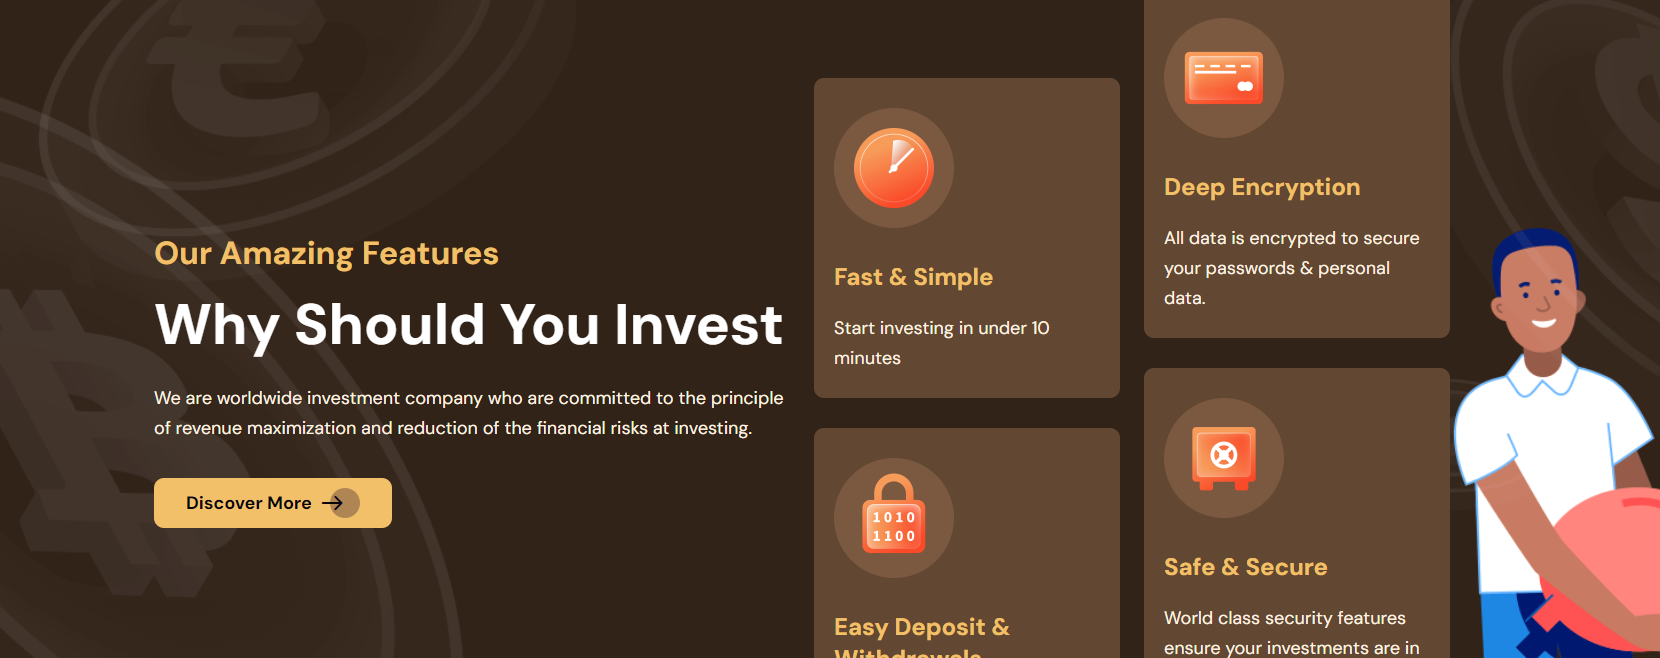 Our Amazing Features
Why Should You Invest
We are worldwide investment company who are committed to the principle
of revenue maximization and reduction of the financial risks at investing.
Discover More
Fast & Simple
Start investing in under 10
minutes
1010
1100
Easy Deposit &
Withdrawals
Deep Encryption
All data is encrypted to secure
your passwords & personal
data.
Safe & Secure
World class security features
ensure your investments are in